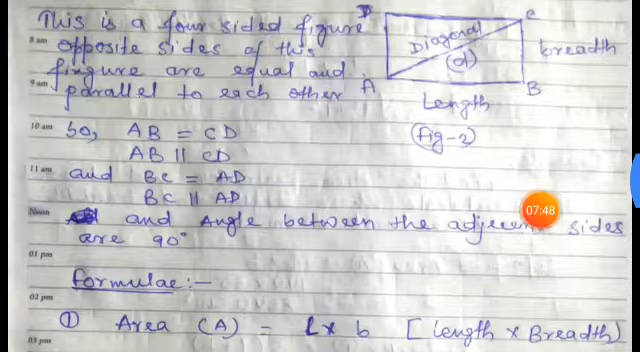 This is a four sided figure
8 am opposite sides of this
fingure are equal and
9 am parallel to each other
D
C
Diagonal
(d)
breadth
A
B
Length
(fig-2)
10 am So, AB = CD
AB || CD
11 am and BC = AD
BC || AD
Noon and Angle between the adjecent sides
are 90°
01 pm
formulae:-
02 pm
① Area (A) = l x b [length x Breadth)
03 pm
07:48